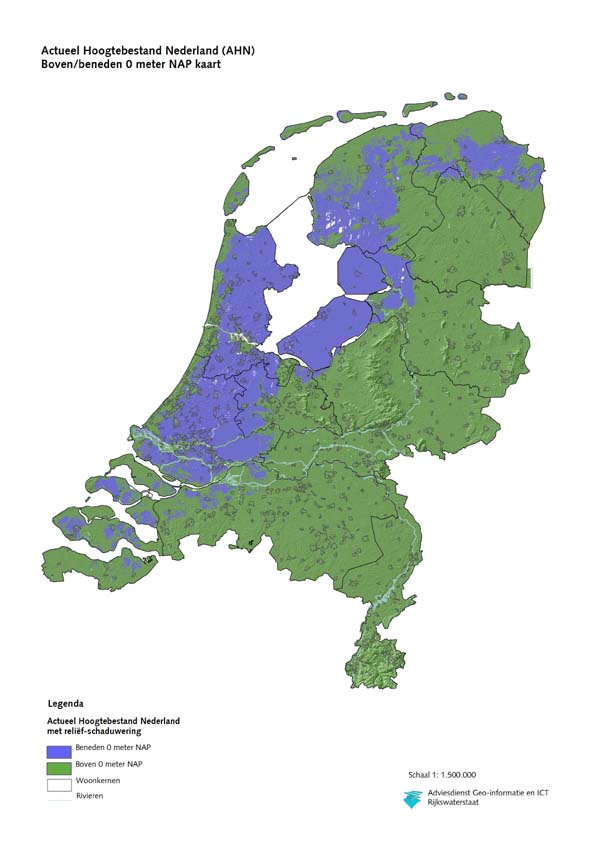 Actueel Hoogtebestand Nederland (AHN)
Boven/beneden 0 meter NAP kaart
Legenda
Actueel Hoogtebestand Nederland
met reliëf-schaduwering
Beneden 0 meter NAP
Boven 0 meter NAP
Woonkernen
Rivieren
Schaal 1: 1.500.000
Adviesdienst Geo-informatie en ICT
Rijkswaterstaat